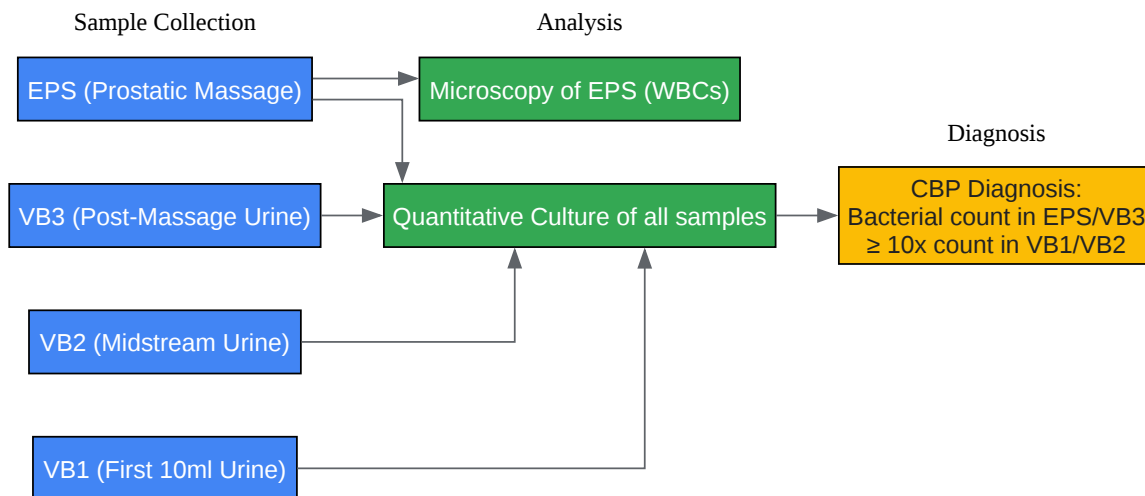 Sample Collection
Analysis
EPS (Prostatic Massage)
Microscopy of EPS (WBCs)
Diagnosis
VB3 (Post-Massage Urine)
Quantitative Culture of all samples
CBP Diagnosis:
Bacterial count in EPS/VB3
≥ 10x count in VB1/VB2
VB2 (Midstream Urine)
VB1 (First 10ml Urine)